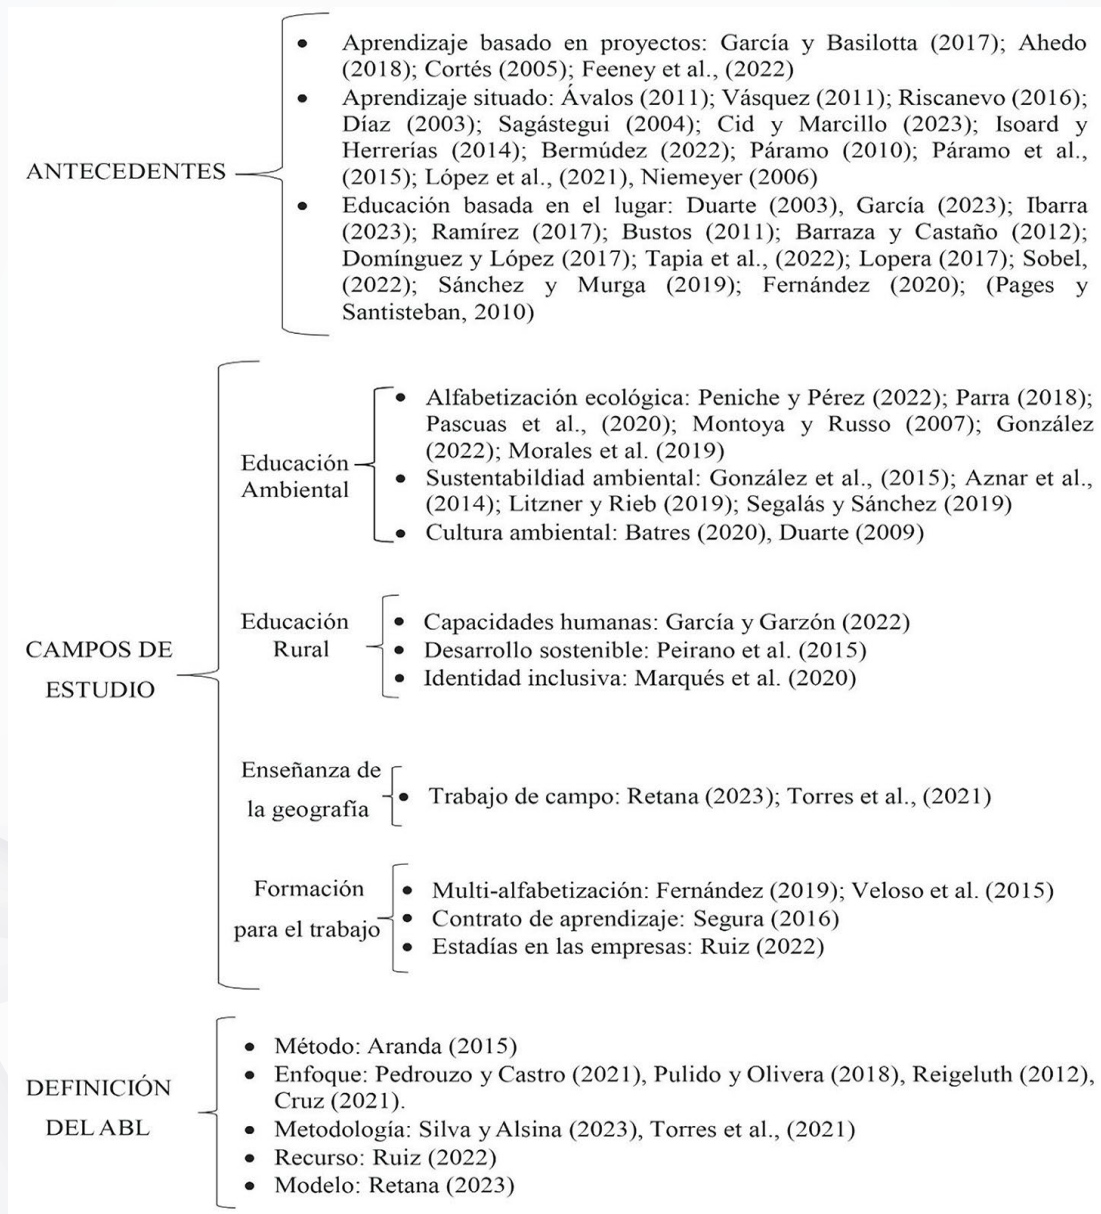 ANTECEDENTES
• Aprendizaje basado en proyectos: García y Basilotta (2017); Ahedo
(2018); Cortés (2005); Feeney et al., (2022)
• Aprendizaje situado: Ávalos (2011); Vásquez (2011); Riscanevo (2016);
Díaz (2003); Sagástegui (2004); Cid y Marcillo (2023); Isoard y
Herrerías (2014); Bermúdez (2022); Páramo (2010); Páramo et al.,
(2015); López et al., (2021), Niemeyer (2006)
• Educación basada en el lugar: Duarte (2003), García (2023); Ibarra
(2023); Ramírez (2017); Bustos (2011); Barraza y Castaño (2012);
Domínguez y López (2017); Tapia et al., (2022); Lopera (2017); Sobel,
(2022); Sánchez y Murga (2019); Fernández (2020); (Pages y
Santisteban, 2010)
CAMPOS DE
ESTUDIO
Educación
Ambiental
• Alfabetización ecológica: Peniche y Pérez (2022); Parra (2018);
Pascuas et al., (2020); Montoya y Russo (2007); González
(2022); Morales et al. (2019)
• Sustentabildiad ambiental: González et al., (2015); Aznar et al.,
(2014); Litzner y Rieb (2019); Segalás y Sánchez (2019)
• Cultura ambiental: Batres (2020), Duarte (2009)
Educación
Rural
• Capacidades humanas: García y Garzón (2022)
• Desarrollo sostenible: Peirano et al. (2015)
• Identidad inclusiva: Marqués et al. (2020)
Enseñanza de
la geografía
• Trabajo de campo: Retana (2023); Torres et al., (2021)
Formación
para el trabajo
• Multi-alfabetización: Fernández (2019); Veloso et al. (2015)
• Contrato de aprendizaje: Segura (2016)
• Estadías en las empresas: Ruiz (2022)
DEFINICIÓN
DEL ABL
• Método: Aranda (2015)
• Enfoque: Pedrouzo y Castro (2021), Pulido y Olivera (2018), Reigeluth (2012),
Cruz (2021).
• Metodología: Silva y Alsina (2023), Torres et al., (2021)
• Recurso: Ruiz (2022)
• Modelo: Retana (2023)